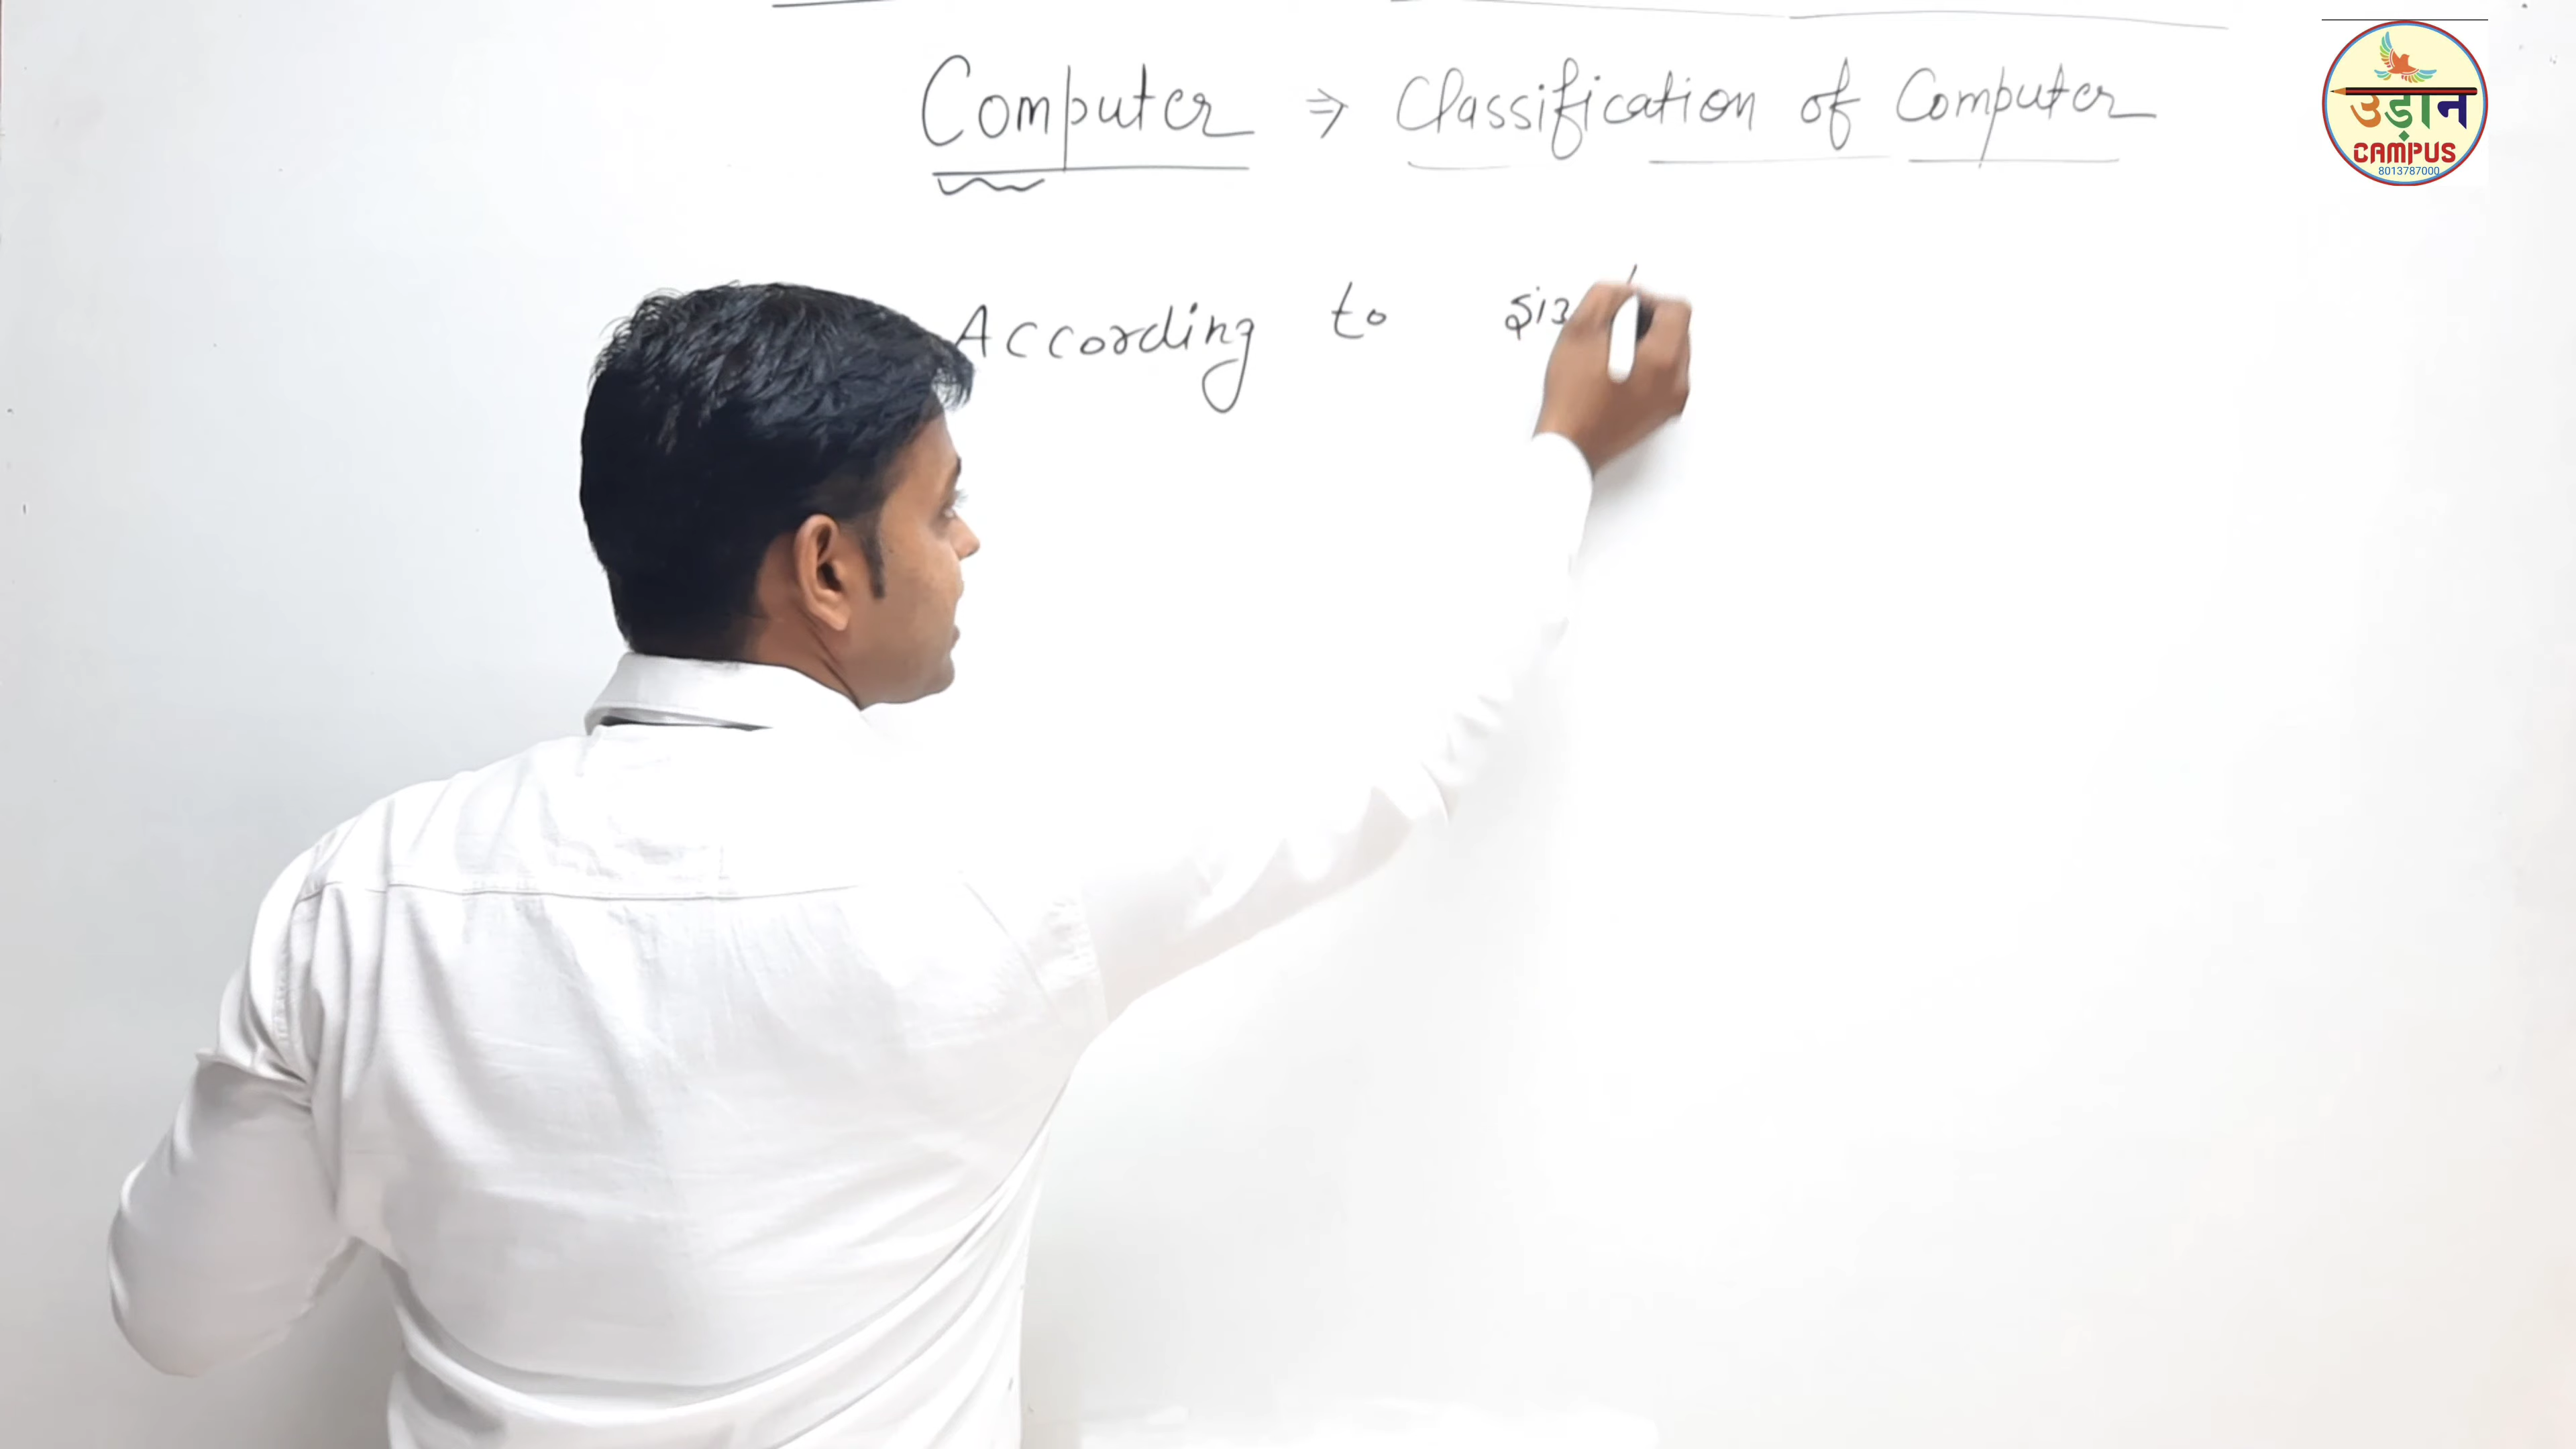 Computer ⇒ Classification of Computer
According to
उड़ान
CAMPUS
8013787000